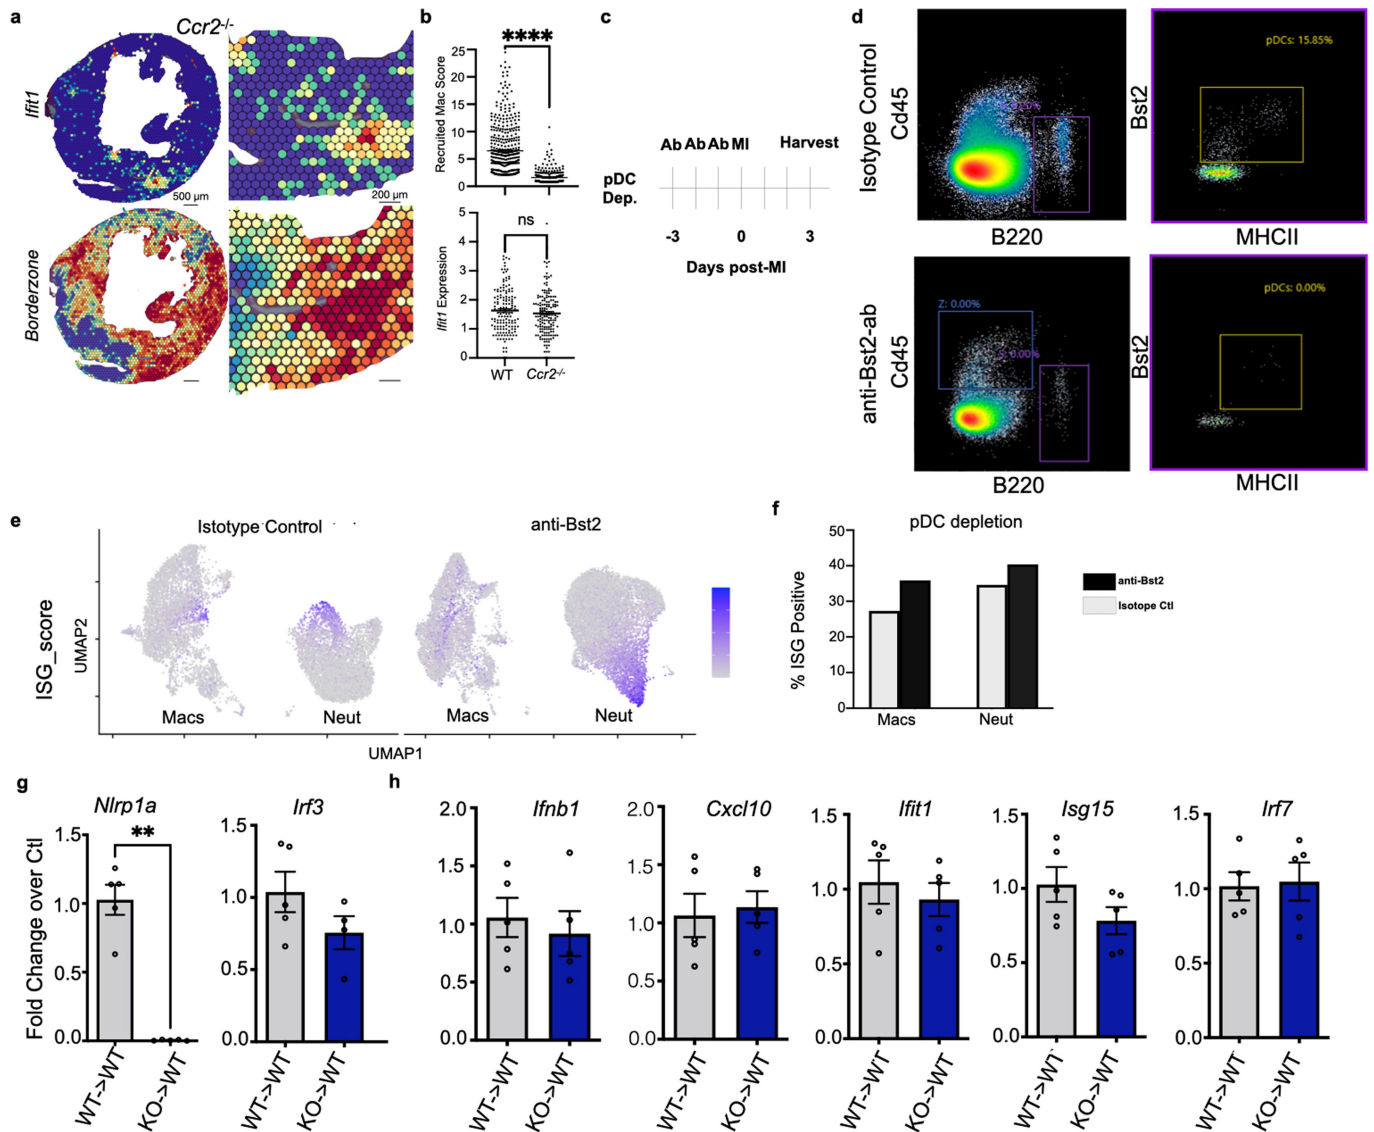 a
Ccr2-/-
Ifit1
500 µm
200 µm
Borderzone
b
****
Recruited Mac Score
25
20
15
10
5
0
ns
Ifit1 Expression
5
4
3
2
1
0
WT
Ccr2-/-
c
Ab Ab Ab MI
Harvest
pDC
Dep.
-3
0
3
Days post-MI
d
Isotype Control
Cd45
B220
Bst2
pDCs: 15.85%
MHCII
anti-Bst2-ab
Cd45
Z: 0.00%
B220
Bst2
pDCs: 0.00%
MHCII
e
Istotype Control
anti-Bst2
ISG_score
UMAP2
Macs
Neut
Macs
Neut
UMAP1
f
pDC depletion
% ISG Positive
50
40
30
20
10
0
Macs
Neut
anti-Bst2
Isotope Ctl
g
Fold Change over Ctl
Nlrp1a
**
1.5
1.0
0.5
0.0
WT->WT
KO->WT
Irf3
1.5
1.0
0.5
0.0
WT->WT
KO->WT
h
Ifnb1
2.0
1.5
1.0
0.5
0.0
WT->WT
KO->WT
Cxcl10
2.0
1.5
1.0
0.5
0.0
WT->WT
KO->WT
Ifit1
1.5
1.0
0.5
0.0
WT->WT
KO->WT
Isg15
1.5
1.0
0.5
0.0
WT->WT
KO->WT
Irf7
1.5
1.0
0.5
0.0
WT->WT
KO->WT